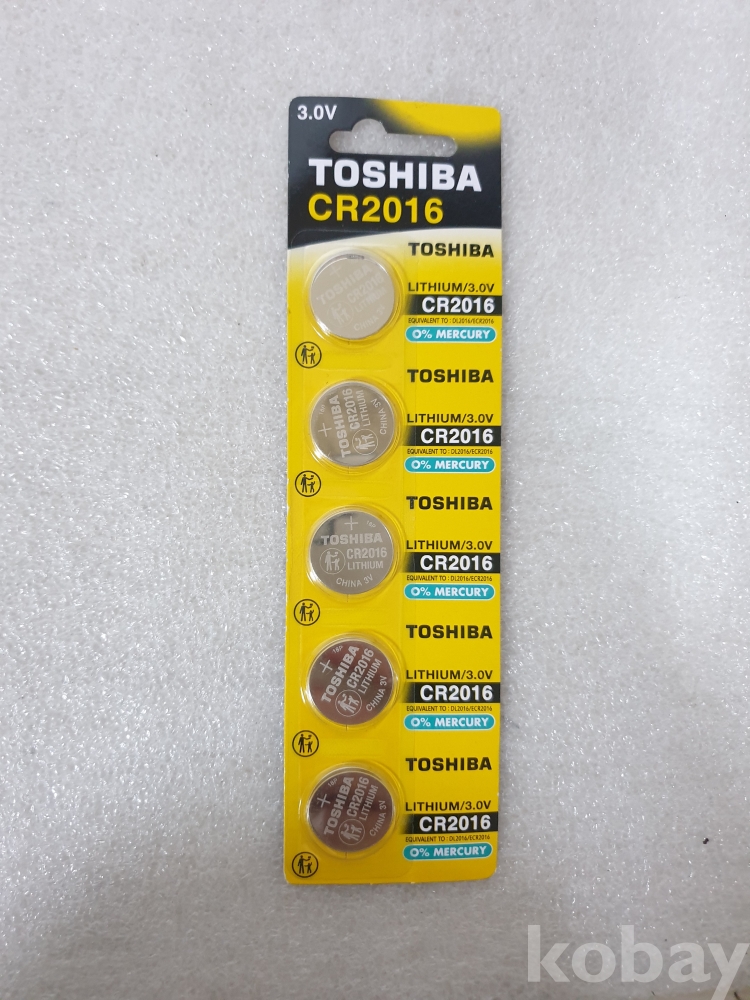 3.0V
TOSHIBA
CR2016
TOSHIBA
LITHIUM/3.0V
CR2016
EQUIVALENT TO : DL2016/ECR2016
0% MERCURY
TOSHIBA
LITHIUM/3.0V
CR2016
EQUIVALENT TO : DL2016/ECR2016
0% MERCURY
+
TOSHIBA
CR2016
LITHIUM
CHINA 3V
TOSHIBA
LITHIUM/3.0V
CR2016
EQUIVALENT TO : DL2016/ECR2016
0% MERCURY
+
TOSHIBA
CR2016
LITHIUM
CHINA 3V
TOSHIBA
LITHIUM/3.0V
CR2016
EQUIVALENT TO : DL2016/ECR2016
0% MERCURY
+
TOSHIBA
CR2016
LITHIUM
CHINA 3V
TOSHIBA
LITHIUM/3.0V
CR2016
EQUIVALENT TO : DL2016/ECR2016
0% MERCURY
+
TOSHIBA
CR2016
LITHIUM
CHINA 3V
kobay